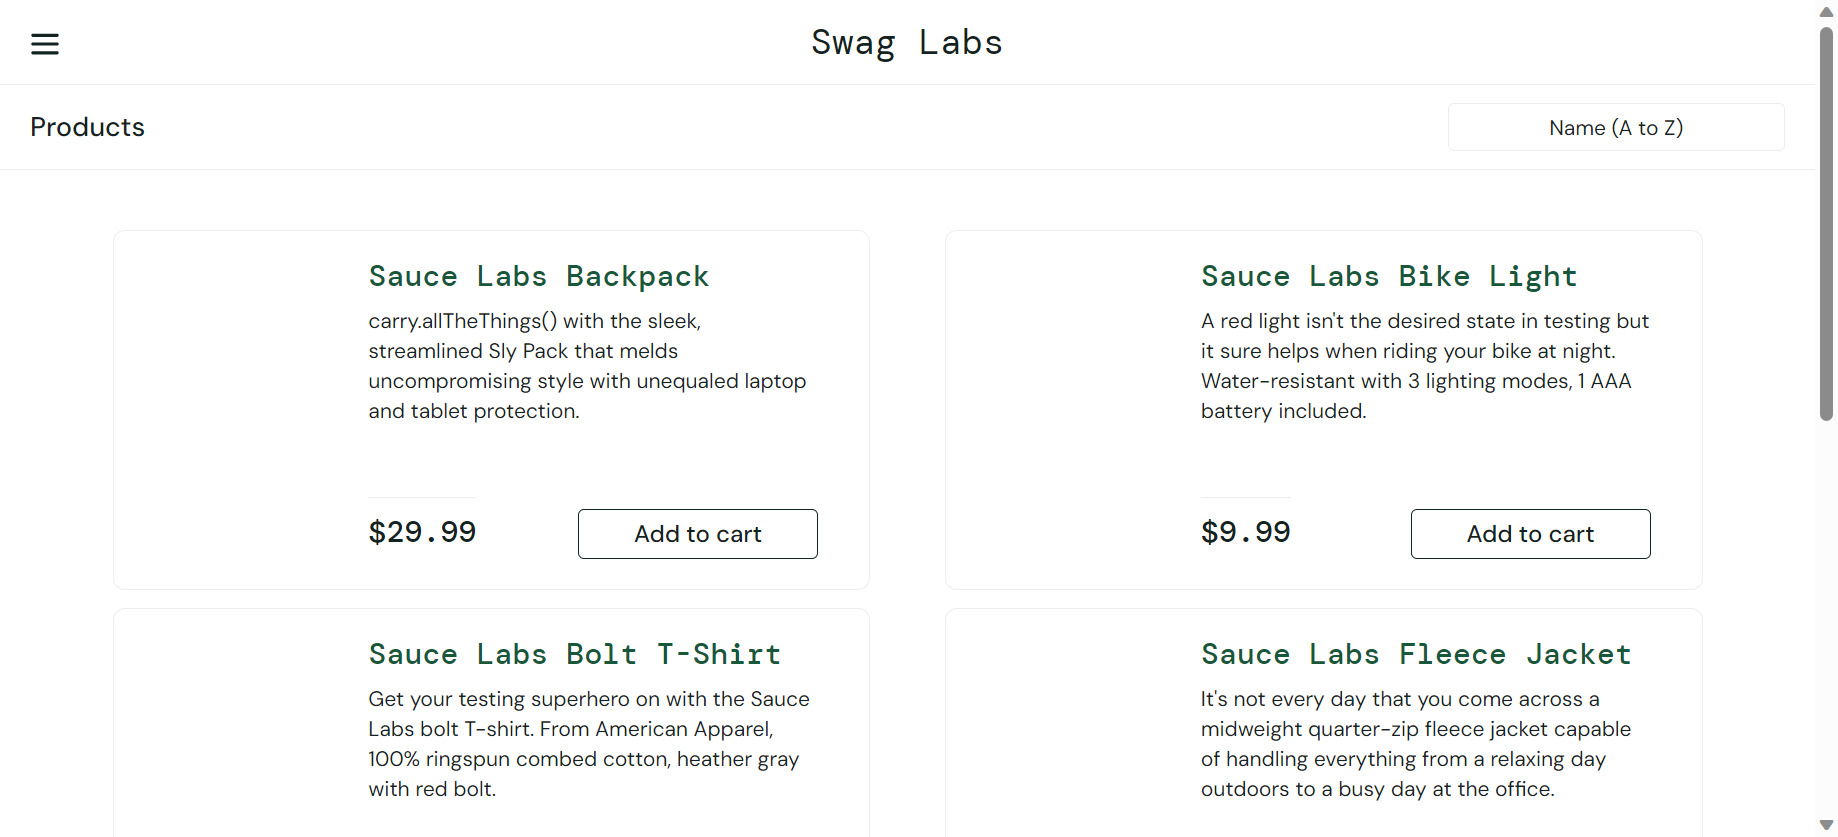 Swag Labs
Products
Name (A to Z)
Sauce Labs Backpack
carry.allTheThings() with the sleek,
streamlined Sly Pack that melds
uncompromising style with unequaled laptop
and tablet protection.
$29.99
Add to cart
Sauce Labs Bike Light
A red light isn't the desired state in testing but
it sure helps when riding your bike at night.
Water-resistant with 3 lighting modes, 1 AAA
battery included.
$9.99
Add to cart
Sauce Labs Bolt T-Shirt
Get your testing superhero on with the Sauce
Labs bolt T-shirt. From American Apparel,
100% ringspun combed cotton, heather gray
with red bolt.
Sauce Labs Fleece Jacket
It's not every day that you come across a
midweight quarter-zip fleece jacket capable
of handling everything from a relaxing day
outdoors to a busy day at the office.